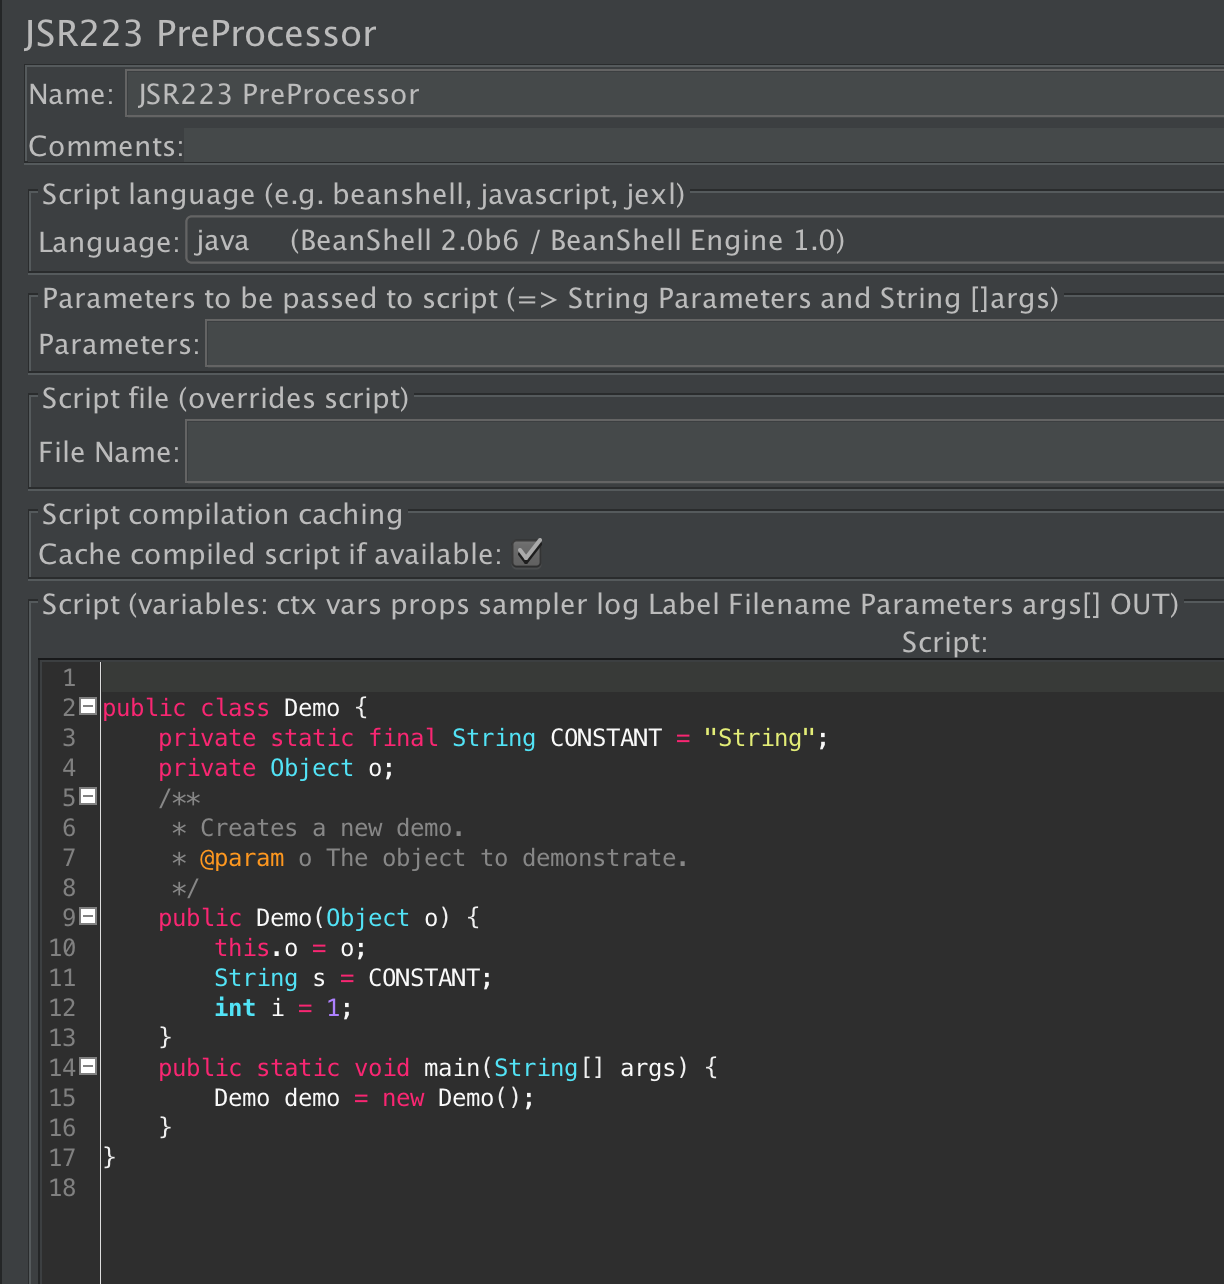 JSR223 PreProcessor
Name: JSR223 PreProcessor
Comments:
Script language (e.g. beanshell, javascript, jexl)
Language: java (BeanShell 2.0b6 / BeanShell Engine 1.0)
Parameters to be passed to script (=> String Parameters and String []args)
Parameters:
Script file (overrides script)
File Name:
Script compilation caching
Cache compiled script if available:
Script (variables: ctx vars props sampler log Label Filename Parameters args[] OUT)
Script:
1
2 public class Demo {
3     private static final String CONSTANT = "String";
4     private Object o;
5     /**
6      * Creates a new demo.
7      * @param o The object to demonstrate.
8      */
9     public Demo(Object o) {
10         this.o = o;
11         String s = CONSTANT;
12         int i = 1;
13     }
14     public static void main(String[] args) {
15         Demo demo = new Demo();
16     }
17 }
18